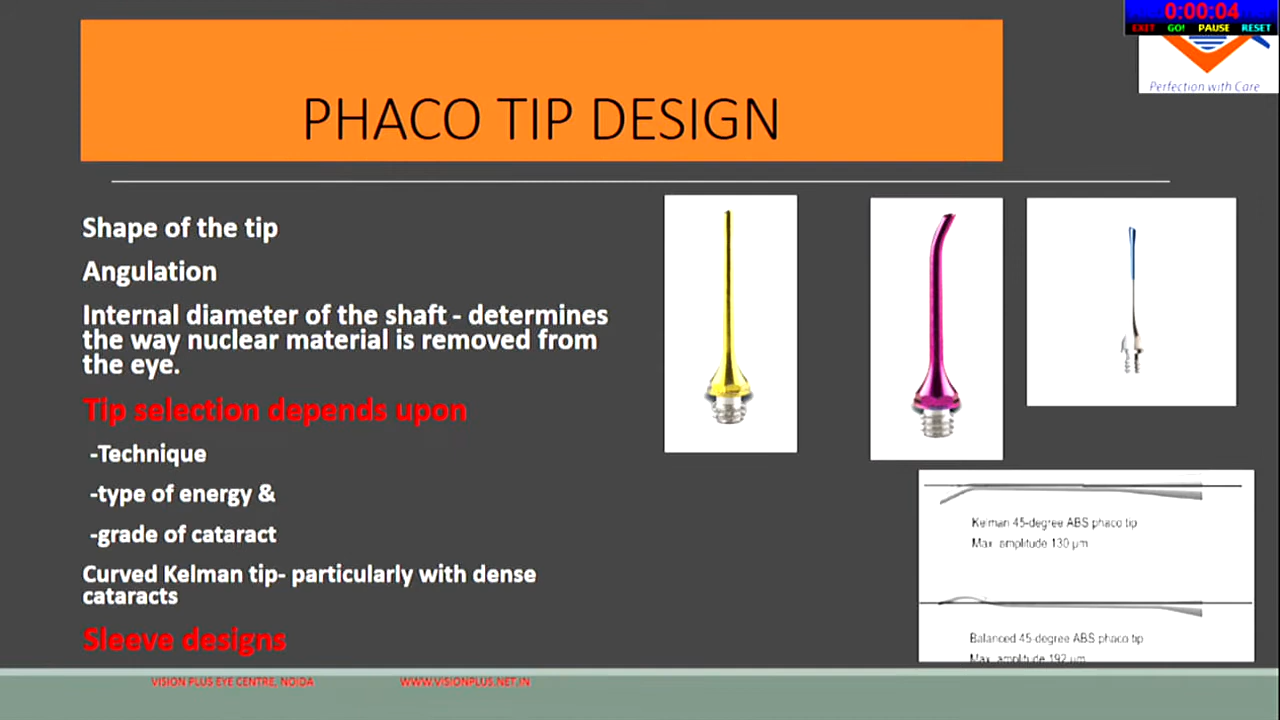 0:00:04
EXIT GO! PAUSE RESET
Perfection with Care
PHACO TIP DESIGN
Shape of the tip
Angulation
Internal diameter of the shaft - determines
the way nuclear material is removed from
the eye.
Tip selection depends upon
-Technique
-type of energy &
-grade of cataract
Curved Kelman tip- particularly with dense
cataracts
Sleeve designs
Kelman 45-degree ABS phaco tip
Max. amplitude 130 µm
Balanced 45-degree ABS phaco tip
Max. amplitude 192 µm
VISION PLUS EYE CENTRE, NOIDA WWW.VISIONPLUS.NET.IN